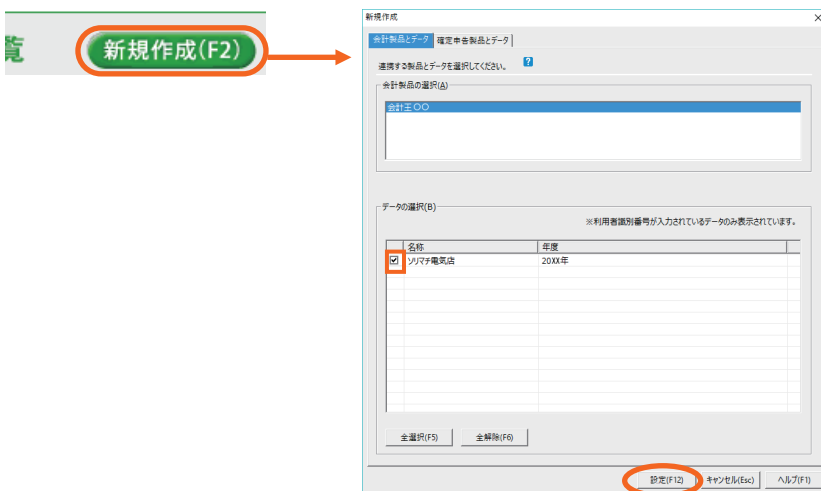 覧
新規作成(F2)
新規作成
会計製品とデータ
確定申告製品とデータ
連携する製品とデータを選択してください。
?
会計製品の選択(A)
会計王○○
データの選択(B)
※利用者識別番号が入力されているデータのみ表示されています。
名称 年度
ソリマチ電気店 20XX年
全選択(F5) 全解除(F6)
設定(F12) キャンセル(Esc) ヘルプ(F1)